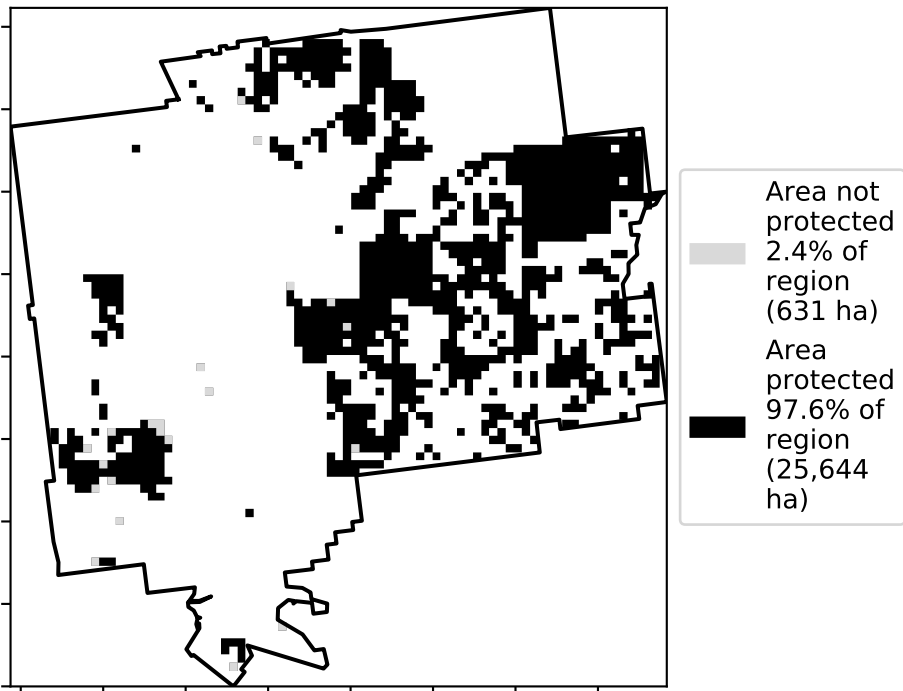 Area not
protected
2.4% of
region
(631 ha)
Area
protected
97.6% of
region
(25,644
ha)